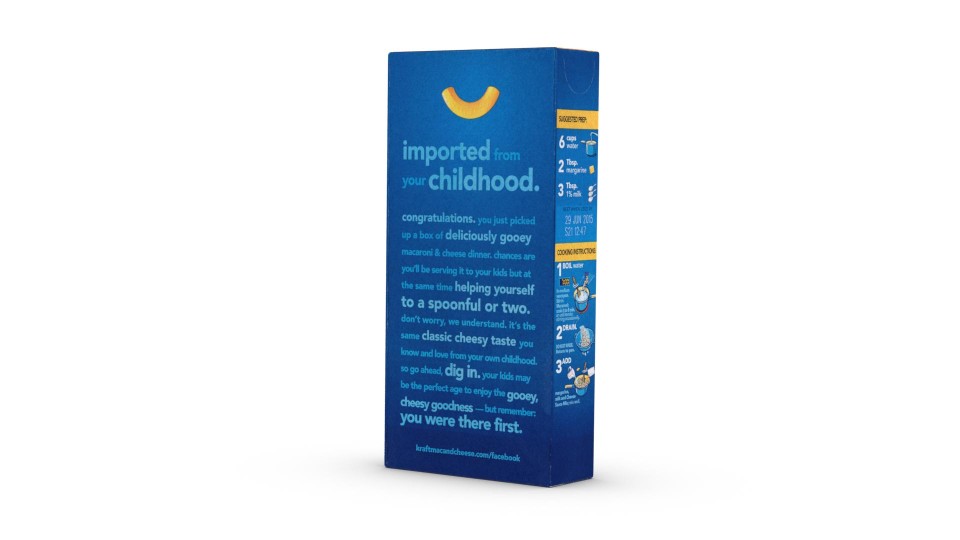 imported from
your childhood.
congratulations. you just picked
up a box of deliciously gooey
macaroni & cheese dinner. chances are
you'll be serving it to your kids but at
the same time helping yourself
to a spoonful or two.
don't worry, we understand. it's the
same classic cheesy taste you
know and love from your own childhood.
so go ahead, dig in. your kids may
be the perfect age to enjoy the gooey,
cheesy goodness — but remember:
you were there first.
kraftmacandcheese.com/facebook
SUGGESTED PREP:
6 cups
water
2 Tbsp.
margarine
3 Tbsp.
1% milk
29 JUN 2015
S21 12:47
COOKING INSTRUCTIONS
1 BOIL water
2 DRAIN.
3 ADD
margarine,